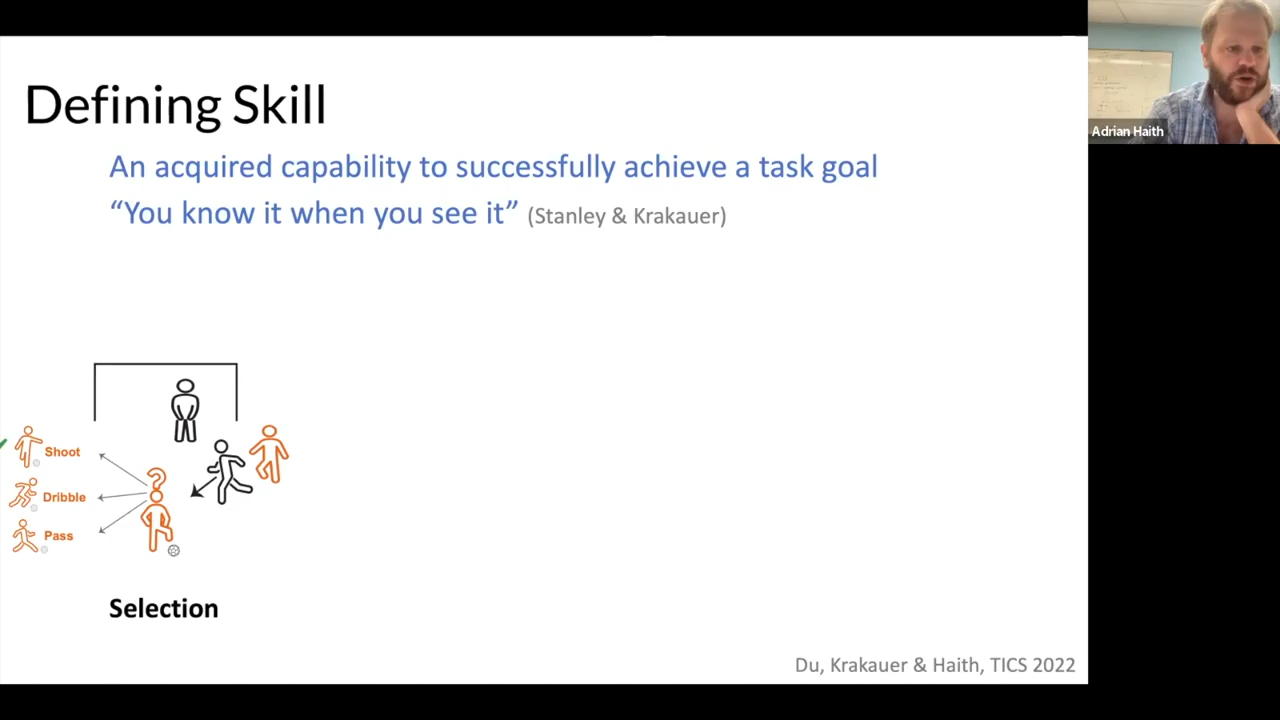 Defining Skill
An acquired capability to successfully achieve a task goal
“You know it when you see it” (Stanley & Krakauer)
Shoot
Dribble
Pass
?
Selection
Du, Krakauer & Haith, TICS 2022
Adrian Haith